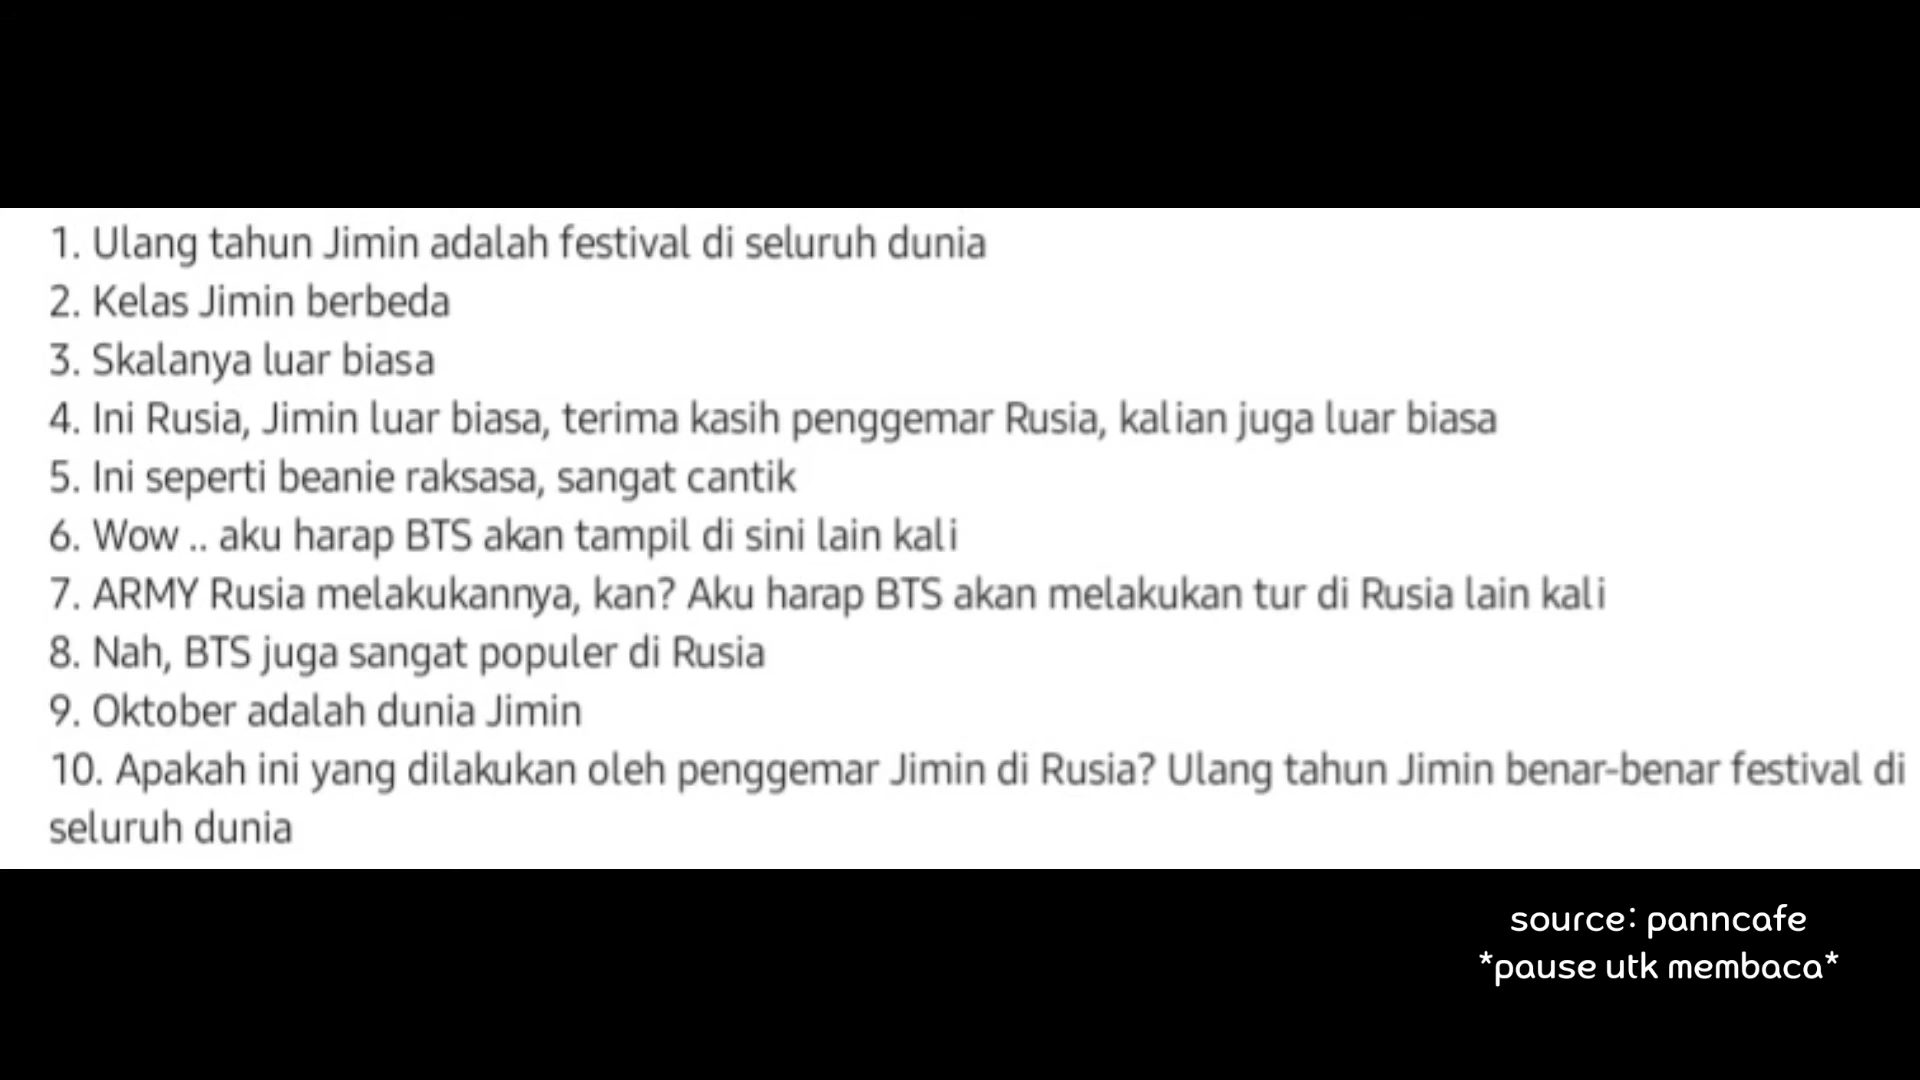 1. Ulang tahun Jimin adalah festival di seluruh dunia
2. Kelas Jimin berbeda
3. Skalanya luar biasa
4. Ini Rusia, Jimin luar biasa, terima kasih penggemar Rusia, kalian juga luar biasa
5. Ini seperti beanie raksasa, sangat cantik
6. Wow .. aku harap BTS akan tampil di sini lain kali
7. ARMY Rusia melakukannya, kan? Aku harap BTS akan melakukan tur di Rusia lain kali
8. Nah, BTS juga sangat populer di Rusia
9. Oktober adalah dunia Jimin
10. Apakah ini yang dilakukan oleh penggemar Jimin di Rusia? Ulang tahun Jimin benar-benar festival di
seluruh dunia
source: panncafe
*pause utk membaca*